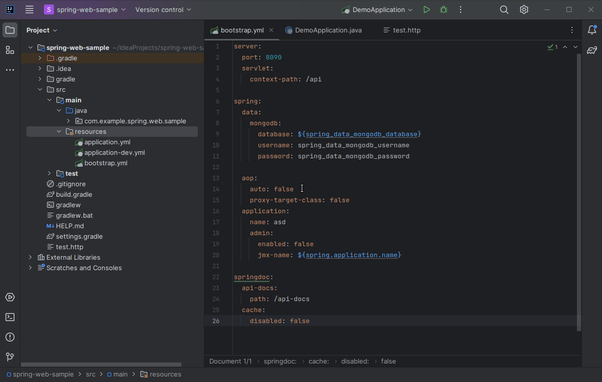 S spring-web-sample Version control DemoApplication
Project
spring-web-sample ~/IdeaProjects/spring-web-s
.gradle
.idea
gradle
src
main
java
com.example.spring.web.sample
resources
application.yml
application-dev.yml
bootstrap.yml
test
.gitignore
build.gradle
gradlew
gradlew.bat
HELP.md
settings.gradle
test.http
External Libraries
Scratches and Consoles
bootstrap.yml DemoApplication.java test.http
1 server:
2 port: 8090
3 servlet:
4 context-path: /api
5
6 spring:
7 data:
8 mongodb:
9 database: ${spring_data_mongodb_database}
10 username: spring_data_mongodb_username
11 password: spring_data_mongodb_password
12
13 aop:
14 auto: false
15 proxy-target-class: false
16 application:
17 name: asd
18 admin:
19 enabled: false
20 jmx-name: ${spring.application.name}
21
22 springdoc:
23 api-docs:
24 path: /api-docs
25 cache:
26 disabled: false
1
Document 1/1 › springdoc: › cache: › disabled: › false
spring-web-sample › src › main › resources